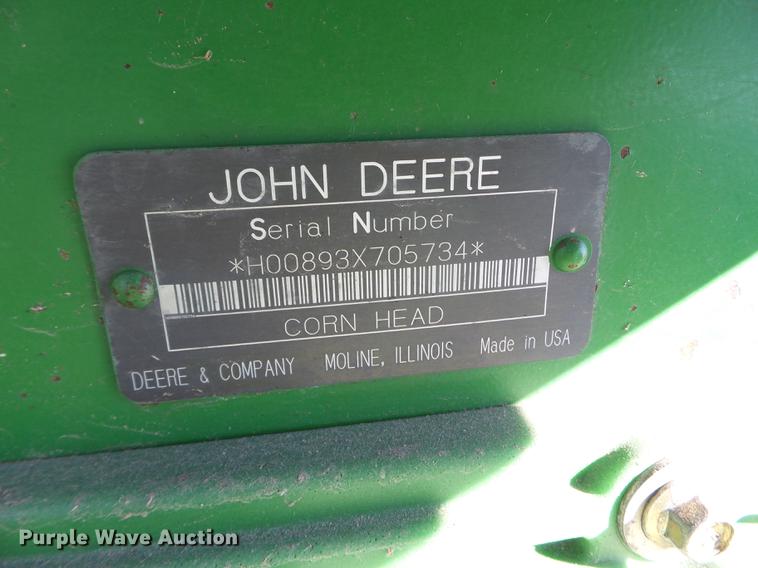 JOHN DEERE
Serial Number
*H00893X705734*
CORN HEAD
DEERE & COMPANY MOLINE, ILLINOIS Made in USA
Purple Wave Auction